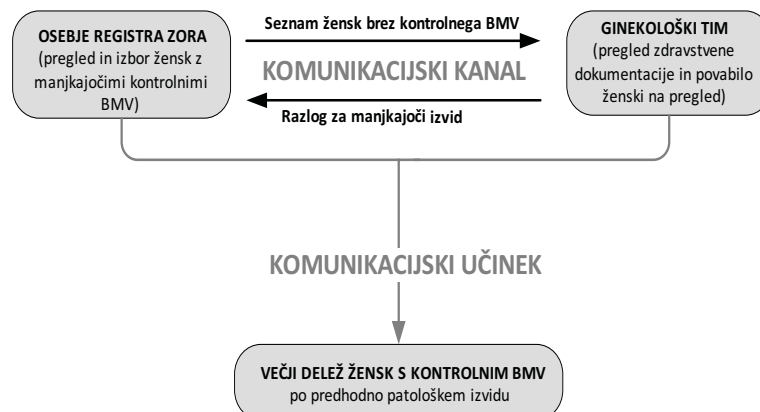 OSEBJE REGISTRA ZORA
(pregled in izbor žensk z
manjkajočimi kontrolnimi
BMV)
Seznam žensk brez kontrolnega BMV
KOMUNIKACIJSKI KANAL
Razlog za manjkajoči izvid
GINEKOLOŠKI TIM
(pregled zdravstvene
dokumentacije in povabilo
ženski na pregled)
KOMUNIKACIJSKI UČINEK
VEČJI DELEŽ ŽENSK S KONTROLNIM BMV
po predhodno patološkem izvidu